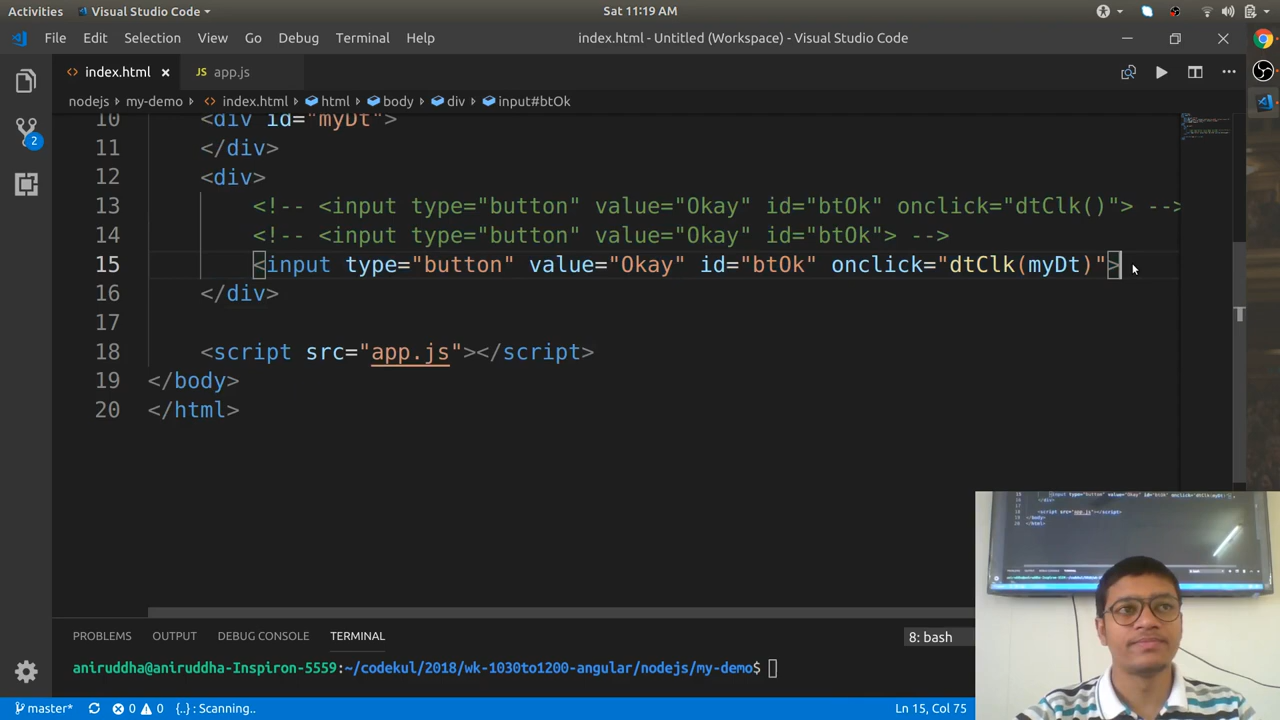 Activities Visual Studio Code Sat 11:19 AM
File Edit Selection View Go Debug Terminal Help index.html - Untitled (Workspace) - Visual Studio Code
index.html JS app.js
nodejs › my-demo › index.html › html › body › div › input#btOk
10 <div id="myDt">
11 </div>
12 <div>
13 <!-- <input type="button" value="Okay" id="btOk" onclick="dtClk()"> -->
14 <!-- <input type="button" value="Okay" id="btOk"> -->
15 <input type="button" value="Okay" id="btOk" onclick="dtClk(myDt)">
16 </div>
17
18 <script src="app.js"></script>
19 </body>
20 </html>
2
PROBLEMS OUTPUT DEBUG CONSOLE TERMINAL 8: bash
aniruddha@aniruddha-Inspiron-5559:~/codekul/2018/wk-1030to1200-angular/nodejs/my-demo$
master* 0 0 {..} : Scanning.. Ln 15, Col 75